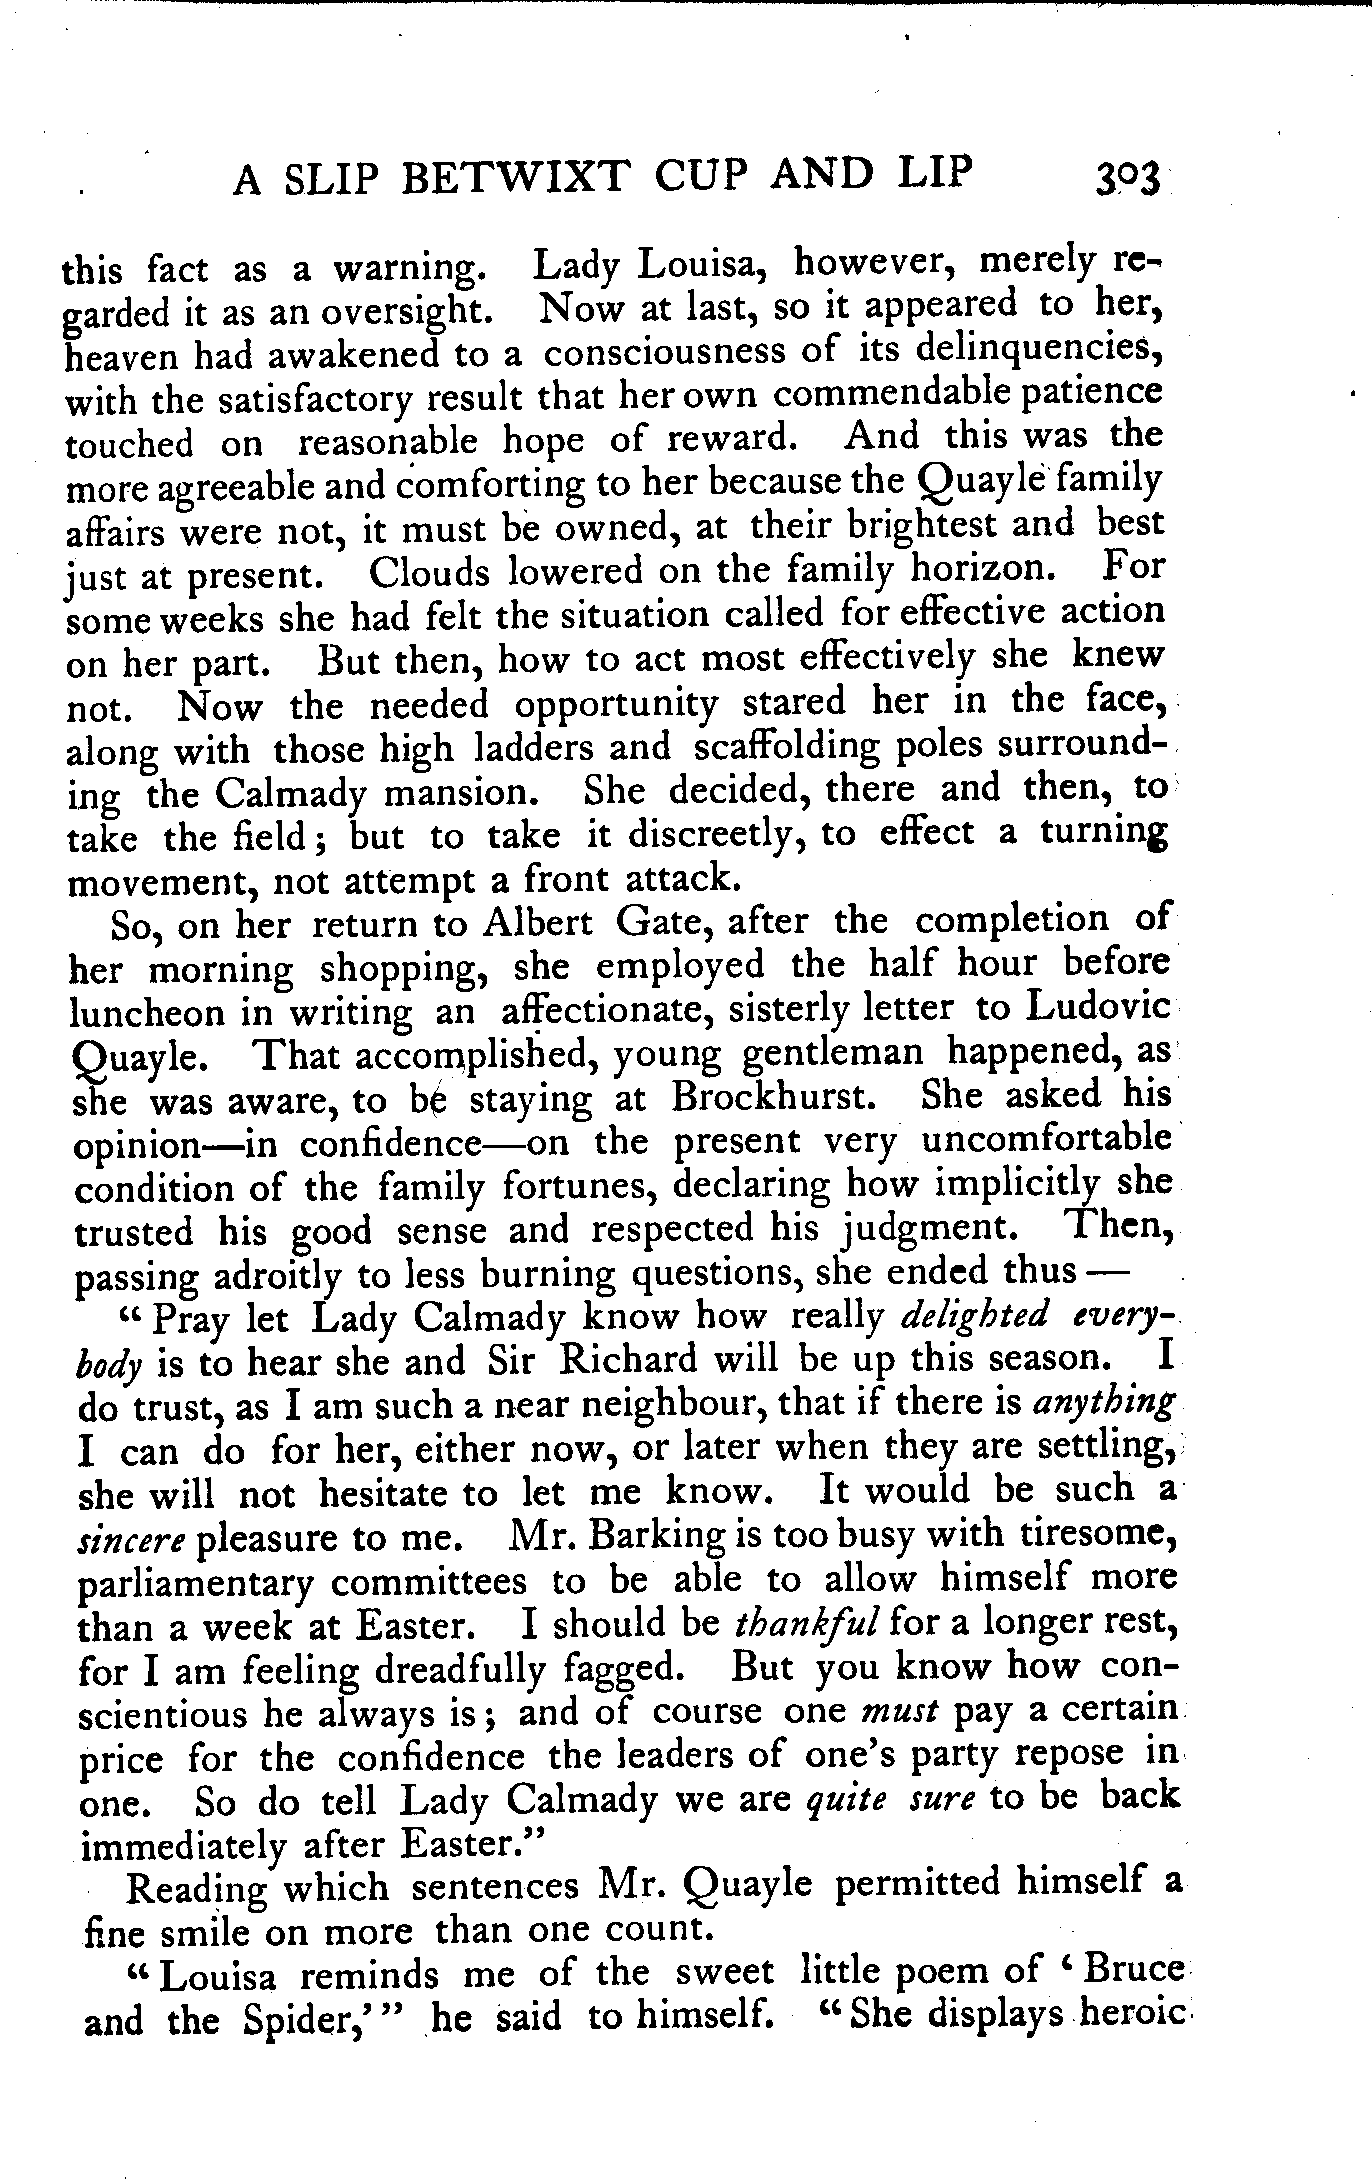 A SLIP BETWIXT CUP AND LIP 303
this fact as a warning. Lady Louisa, however, merely re-
garded it as an oversight. Now at last, so it appeared to her,
heaven had awakened to a consciousness of its delinquencies,
with the satisfactory result that her own commendable patience
touched on reasonable hope of reward. And this was the
more agreeable and comforting to her because the Quayle family
affairs were not, it must be owned, at their brightest and best
just at present. Clouds lowered on the family horizon. For
some weeks she had felt the situation called for effective action
on her part. But then, how to act most effectively she knew
not. Now the needed opportunity stared her in the face,
along with those high ladders and scaffolding poles surround-
ing the Calmady mansion. She decided, there and then, to
take the field; but to take it discreetly, to effect a turning
movement, not attempt a front attack.
So, on her return to Albert Gate, after the completion of
her morning shopping, she employed the half hour before
luncheon in writing an affectionate, sisterly letter to Ludovic
Quayle. That accomplished, young gentleman happened, as
she was aware, to be staying at Brockhurst. She asked his
opinion—in confidence—on the present very uncomfortable
condition of the family fortunes, declaring how implicitly she
trusted his good sense and respected his judgment. Then,
passing adroitly to less burning questions, she ended thus—
"Pray let Lady Calmady know how really delighted every-
body is to hear she and Sir Richard will be up this season. I
do trust, as I am such a near neighbour, that if there is anything
I can do for her, either now, or later when they are settling,
she will not hesitate to let me know. It would be such a
sincere pleasure to me. Mr. Barking is too busy with tiresome,
parliamentary committees to be able to allow himself more
than a week at Easter. I should be thankful for a longer rest,
for I am feeling dreadfully fagged. But you know how con-
scientious he always is; and of course one must pay a certain
price for the confidence the leaders of one's party repose in
one. So do tell Lady Calmady we are quite sure to be back
immediately after Easter."
Reading which sentences Mr. Quayle permitted himself a
fine smile on more than one count.
"Louisa reminds me of the sweet little poem of 'Bruce
and the Spider,'" he said to himself. "She displays heroic